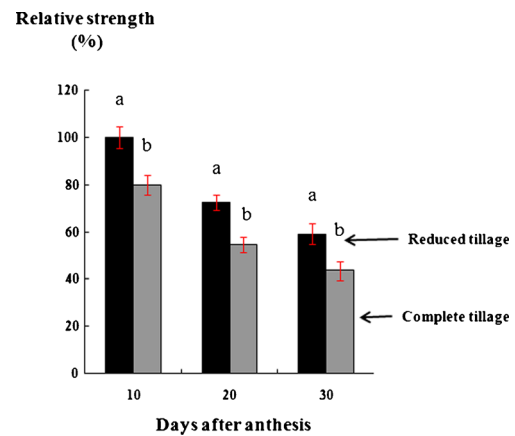 Relative strength
(%)
120
100
80
60
40
20
0
a
b
a
b
a
b
Reduced tillage
Complete tillage
10
20
30
Days after anthesis